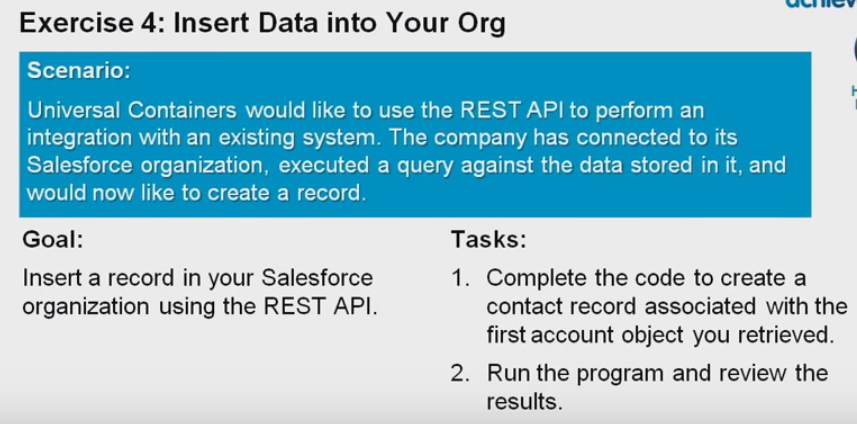 Exercise 4: Insert Data into Your Org
Scenario:
Universal Containers would like to use the REST API to perform an
integration with an existing system. The company has connected to its
Salesforce organization, executed a query against the data stored in it, and
would now like to create a record.
Goal:
Insert a record in your Salesforce
organization using the REST API.
Tasks:
1. Complete the code to create a
contact record associated with the
first account object you retrieved.
2. Run the program and review the
results.